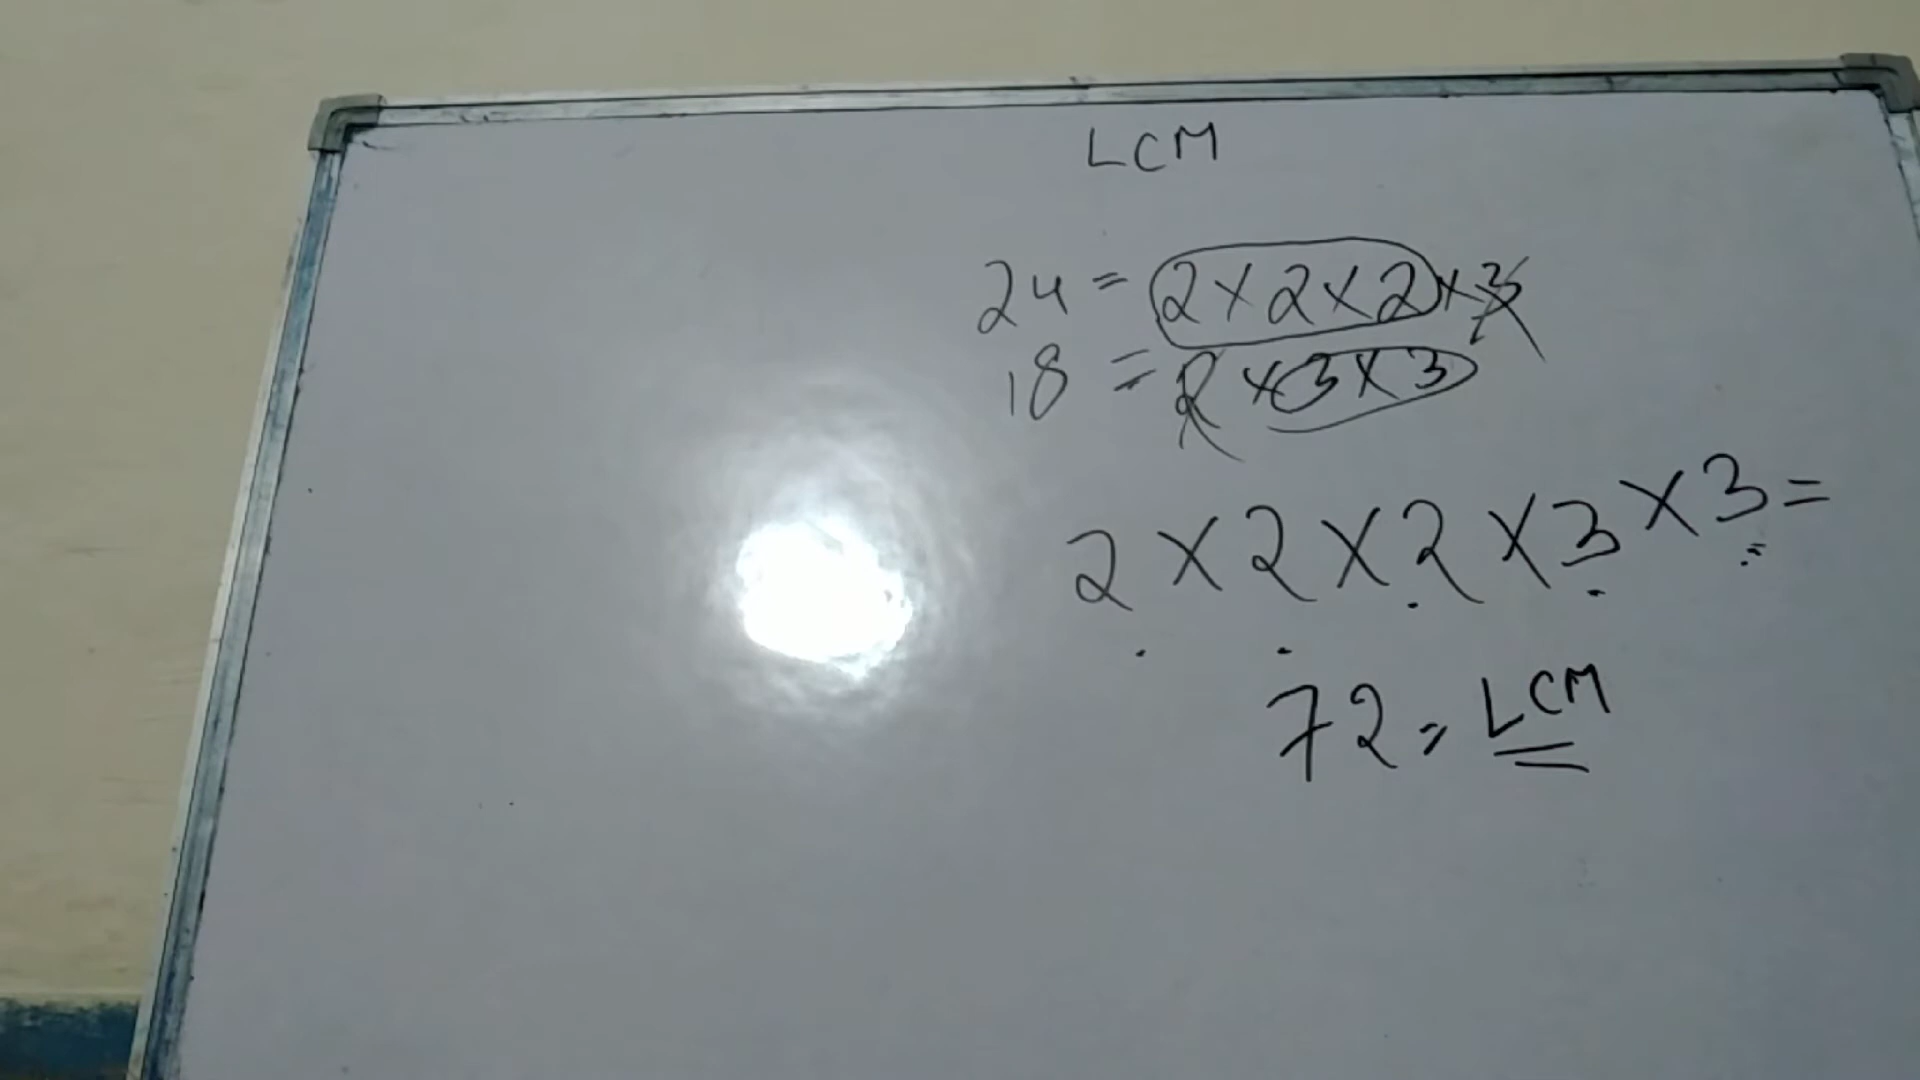 LCM
24 = 2 × 2 × 2 × 3
18 = 2 × 3 × 3
2 × 2 × 2 × 3 × 3 =
72 = LCM